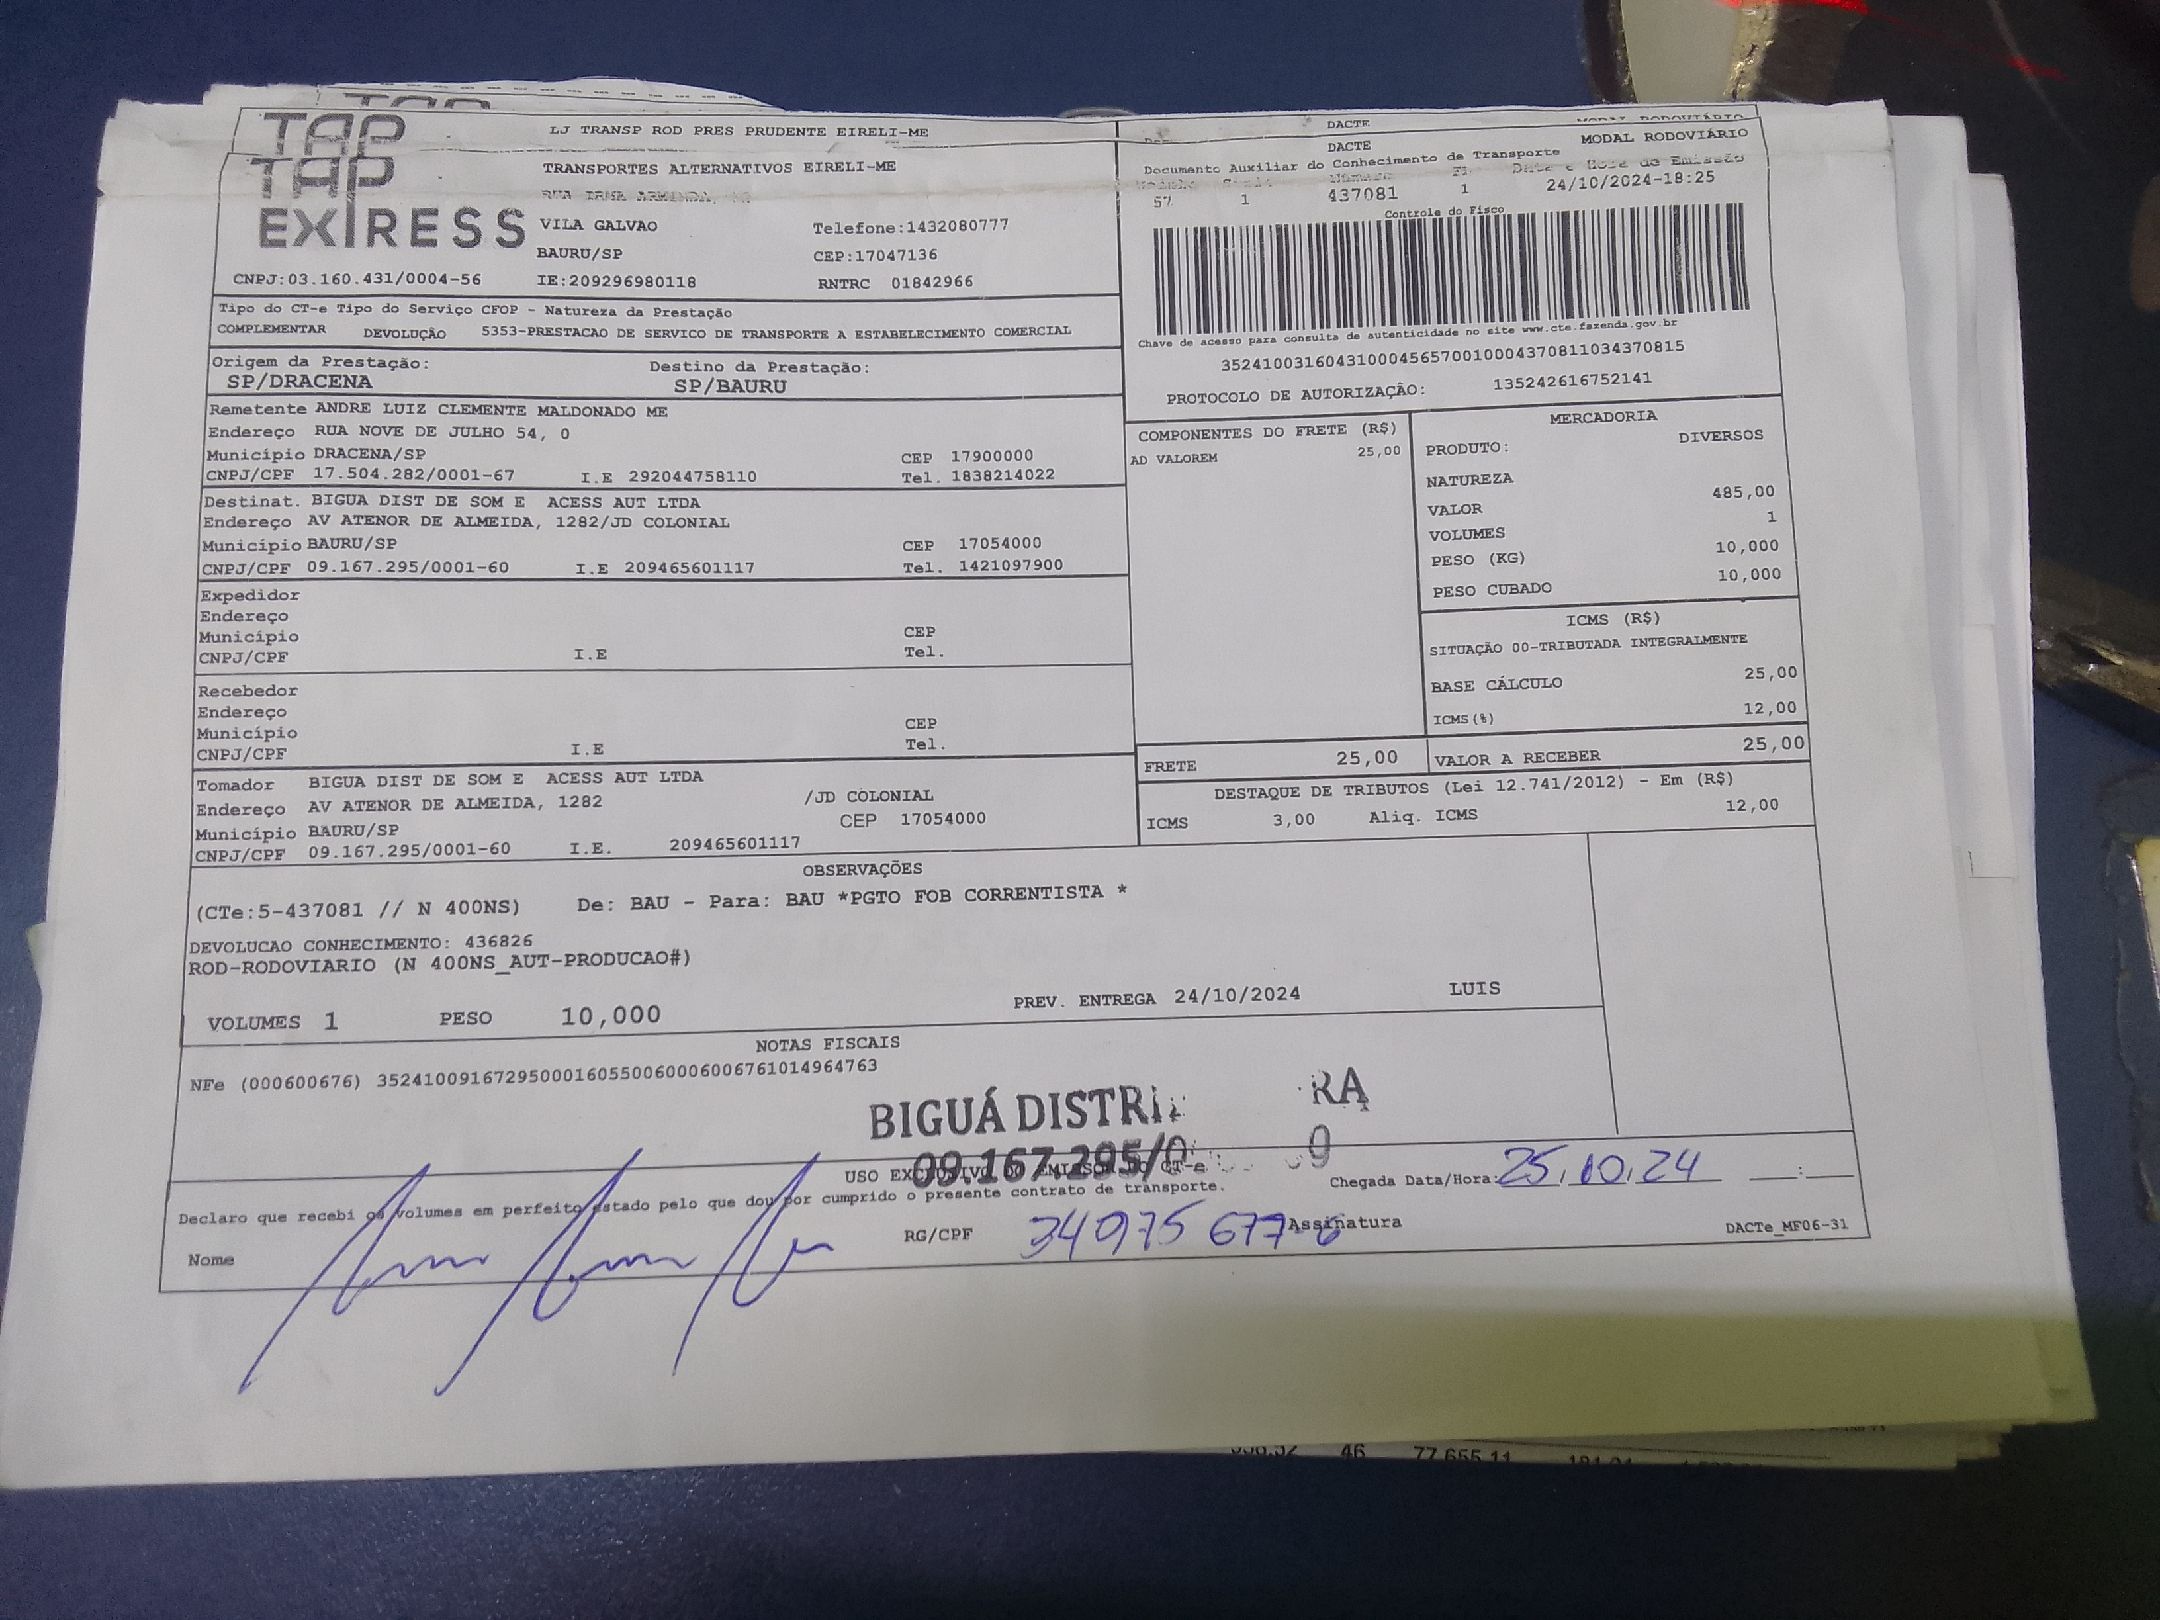 TAP
LJ TRANSP ROD PRES PRUDENTE EIRELI-ME
DACTE
TAP
EXPRESS
TRANSPORTES ALTERNATIVOS EIRELI-ME
VILA GALVAO Telefone:1432080777
BAURU/SP CEP:17047136
CNPJ:03.160.431/0004-56 IE:209296980118 RNTRC 01842966
DACTE MODAL RODOVIÁRIO
Documento Auxiliar do Conhecimento de Transporte
57 1 437081 1 24/10/2024-18:25
Controle do Fisco
Chave de acesso para consulta de autenticidade no site www.cte.fazenda.gov.br
35241003160431000456570010004370811034370815
PROTOCOLO DE AUTORIZAÇÃO: 135242616752141
Tipo do CT-e Tipo do Serviço CFOP - Natureza da Prestação
COMPLEMENTAR DEVOLUÇÃO 5353-PRESTACAO DE SERVICO DE TRANSPORTE A ESTABELECIMENTO COMERCIAL
Origem da Prestação: Destino da Prestação:
SP/DRACENA SP/BAURU
Remetente ANDRE LUIZ CLEMENTE MALDONADO ME
Endereço RUA NOVE DE JULHO 54, 0
Município DRACENA/SP CEP 17900000
CNPJ/CPF 17.504.282/0001-67 I.E 292044758110 Tel. 1838214022
Destinat. BIGUA DIST DE SOM E ACESS AUT LTDA
Endereço AV ATENOR DE ALMEIDA, 1282/JD COLONIAL
Município BAURU/SP CEP 17054000
CNPJ/CPF 09.167.295/0001-60 I.E 209465601117 Tel. 1421097900
Expedidor
Endereço
Município CEP
CNPJ/CPF I.E Tel.
Recebedor
Endereço
Município CEP
CNPJ/CPF I.E Tel.
Tomador BIGUA DIST DE SOM E ACESS AUT LTDA
Endereço AV ATENOR DE ALMEIDA, 1282 /JD COLONIAL
Município BAURU/SP CEP 17054000
CNPJ/CPF 09.167.295/0001-60 I.E. 209465601117
COMPONENTES DO FRETE (R$)
AD VALOREM 25,00
MERCADORIA
PRODUTO: DIVERSOS
NATUREZA
VALOR 485,00
VOLUMES 1
PESO (KG) 10,000
PESO CUBADO 10,000
ICMS (R$)
SITUAÇÃO 00-TRIBUTADA INTEGRALMENTE
BASE CÁLCULO 25,00
ICMS(%) 12,00
FRETE 25,00 VALOR A RECEBER 25,00
DESTAQUE DE TRIBUTOS (Lei 12.741/2012) - Em (R$)
ICMS 3,00 Aliq. ICMS 12,00
OBSERVAÇÕES
(CTe:5-437081 // N 400NS) De: BAU - Para: BAU *PGTO FOB CORRENTISTA *
DEVOLUCAO CONHECIMENTO: 436826
ROD-RODOVIARIO (N 400NS_AUT-PRODUCAO#)
VOLUMES 1 PESO 10,000 PREV. ENTREGA 24/10/2024 LUIS
NOTAS FISCAIS
NFe (000600676) 35241009167295000160550060006006761014964763
BIGUÁ
09.167.295/0
USO EXCLUSIVO DO EMISSOR DO CT-e
Chegada Data/Hora: 25.10.24 __:__
Declaro que recebi os volumes em perfeito estado pelo que dou por cumprido o presente contrato de transporte.
Nome RG/CPF 34975 677-6 Assinatura DACTe_MF06-31
46 77.655,11